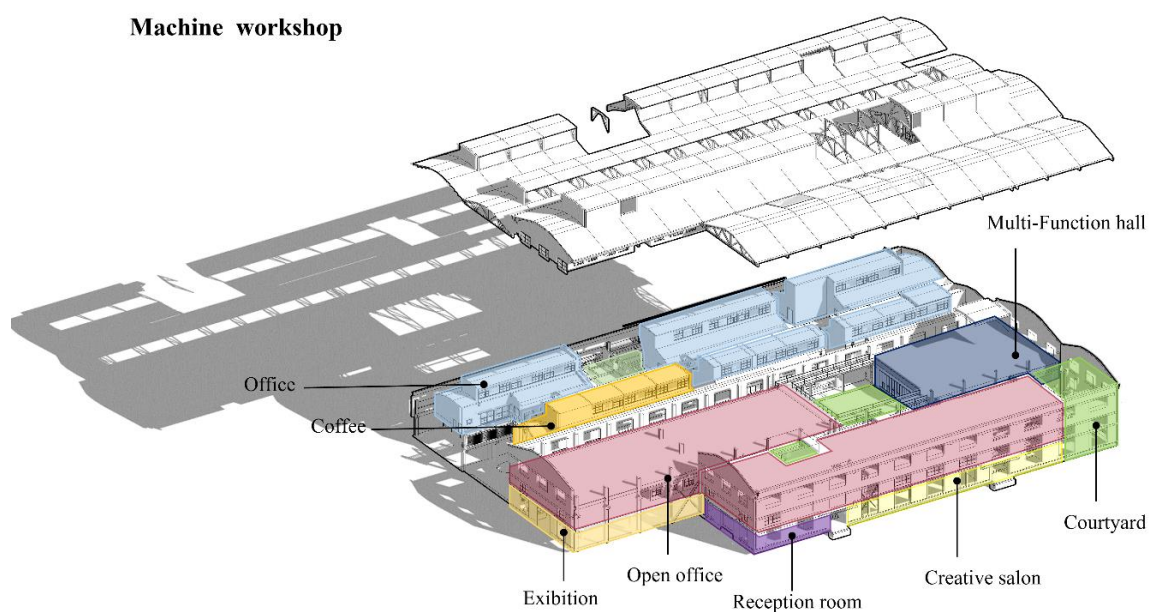 Machine workshop
Multi-Function hall
Office
Coffee
Courtyard
Open office
Creative salon
Exibition
Reception room